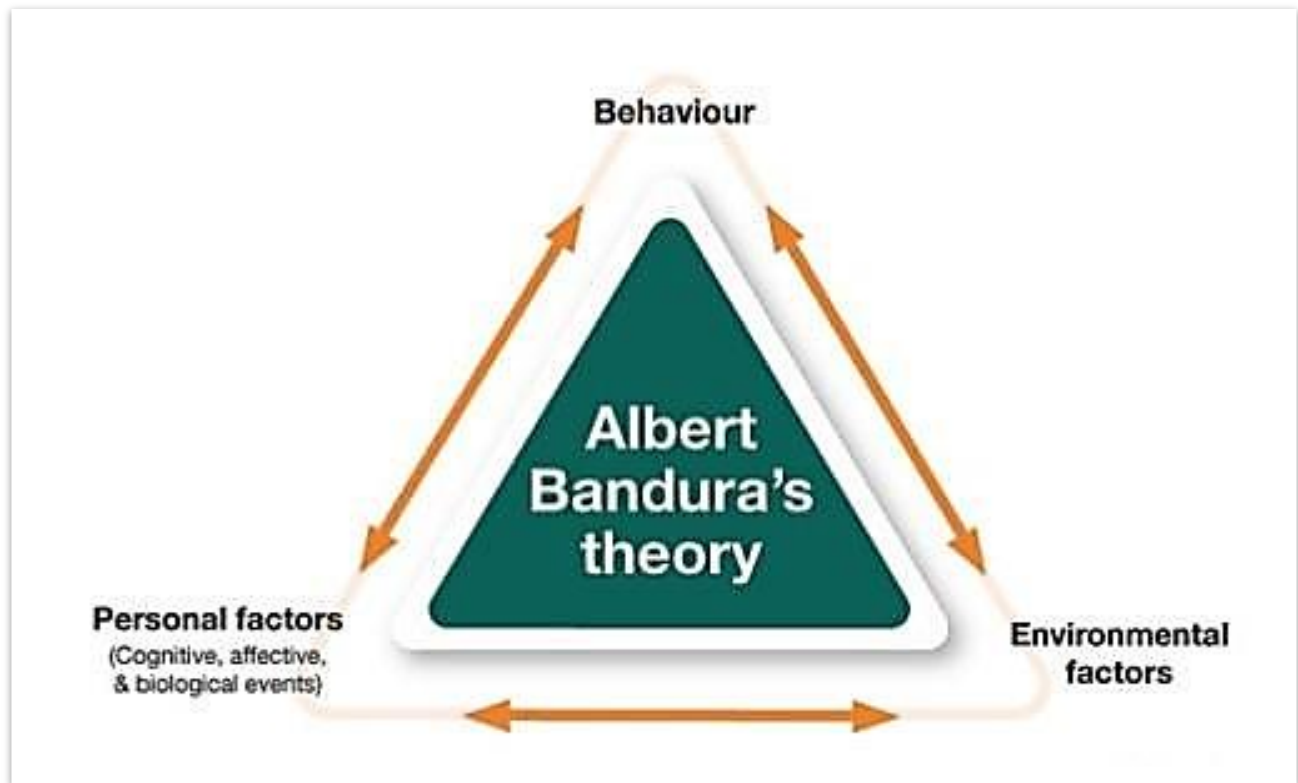 Behaviour
Albert
Bandura's
theory
Personal factors
(Cognitive, affective,
& biological events)
Environmental
factors